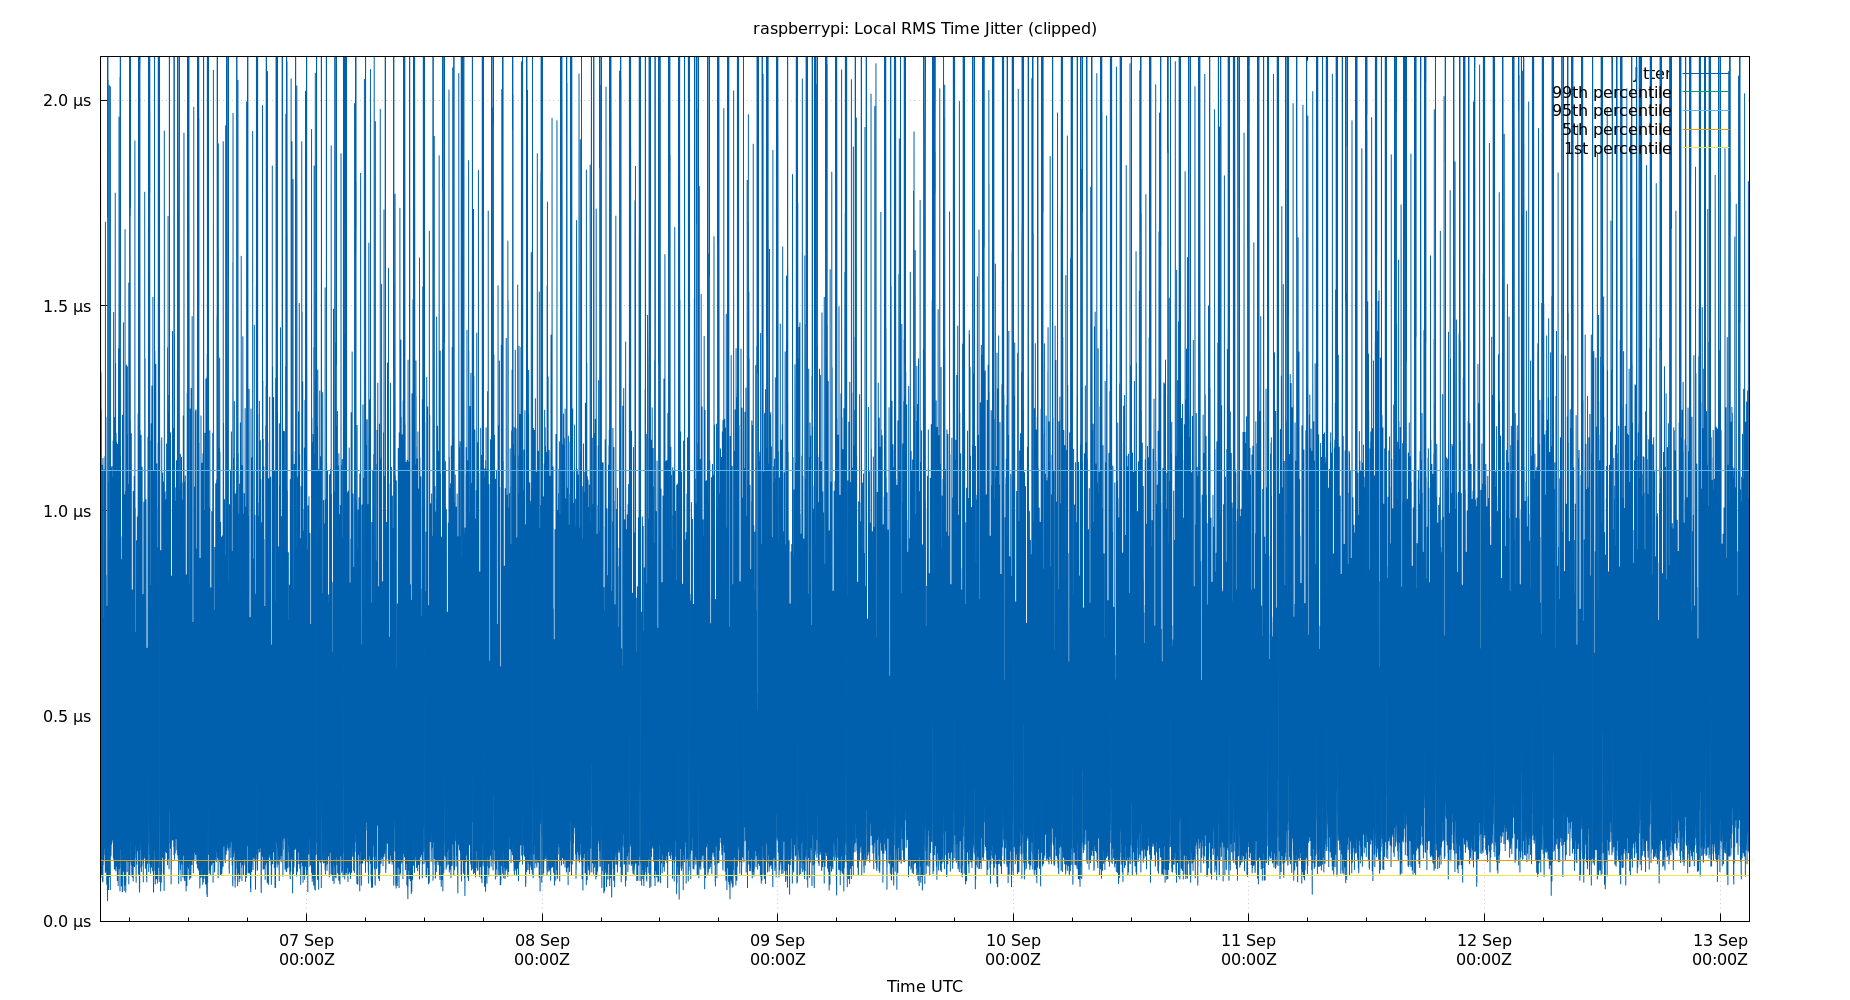 raspberrypi: Local RMS Time Jitter (clipped)
jitter
99th percentile
95th percentile
5th percentile
1st percentile
2.0 µs
1.5 µs
1.0 µs
0.5 µs
0.0 µs
07 Sep 08 Sep 09 Sep 10 Sep 11 Sep 12 Sep 13 Sep
00:00Z 00:00Z 00:00Z 00:00Z 00:00Z 00:00Z 00:00Z
Time UTC